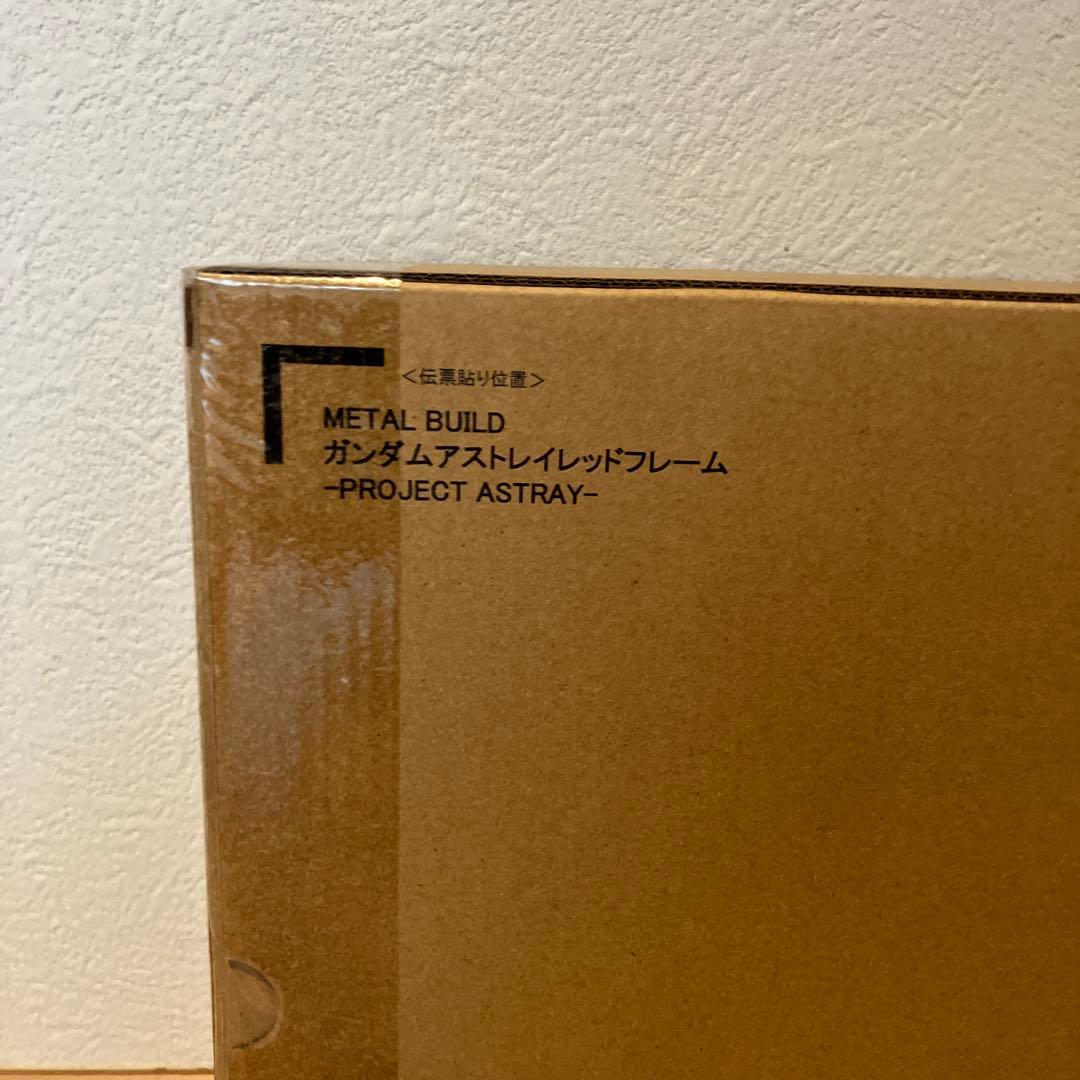 <伝票貼り位置>
METAL BUILD
ガンダムアストレイレッドフレーム
-PROJECT ASTRAY-